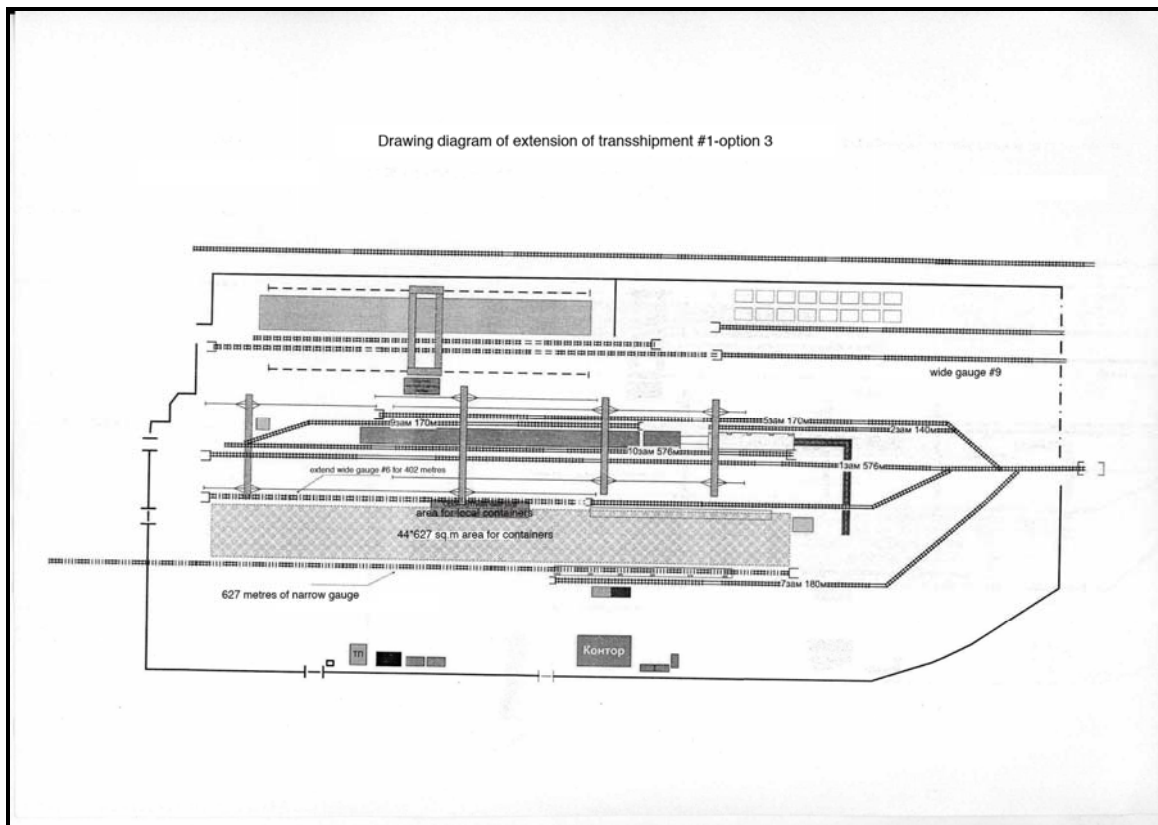 Drawing diagram of extension of transshipment #1-option 3
wide gauge #9
9зам 170м
5зам 170м
2зам 140м
10зам 576м
1зам 576м
extend wide gauge #6 for 402 metres
area for local containers
44*627 sq.m area for containers
627 metres of narrow gauge
7зам 180м
ТП
Контор